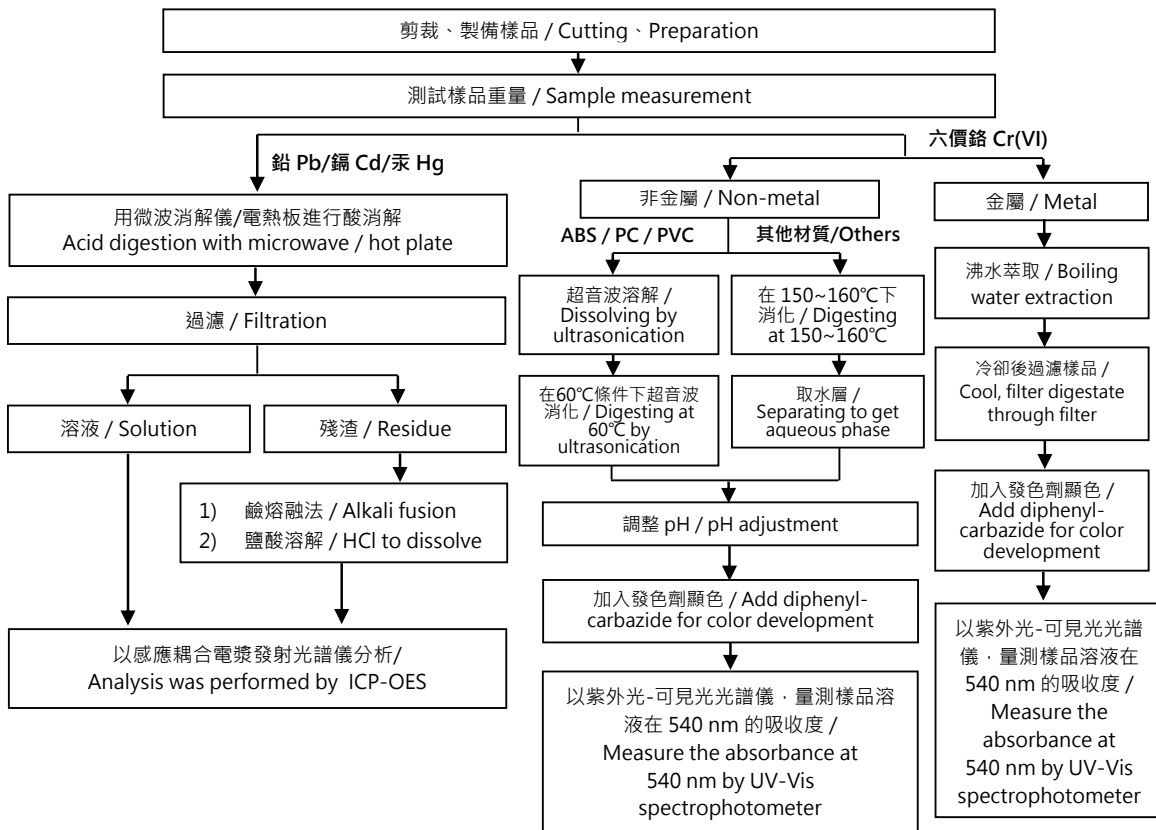 剪裁、製備樣品 / Cutting、Preparation
測試樣品重量 / Sample measurement
鉛 Pb/鎘 Cd/汞 Hg
六價鉻 Cr(VI)
用微波消解儀/電熱板進行酸消解
Acid digestion with microwave / hot plate
過濾 / Filtration
溶液 / Solution
殘渣 / Residue
1) 鹼熔融法 / Alkali fusion
2) 鹽酸溶解 / HCl to dissolve
以感應耦合電漿發射光譜儀分析/
Analysis was performed by ICP-OES
非金屬 / Non-metal
ABS / PC / PVC
其他材質/Others
超音波溶解 /
Dissolving by
ultrasonication
在60℃條件下超音波
消化 / Digesting at
60℃ by
ultrasonication
在 150~160℃下
消化 / Digesting
at 150~160℃
取水層 /
Separating to get
aqueous phase
調整 pH / pH adjustment
加入發色劑顯色 / Add diphenyl-
carbazide for color development
以紫外光-可見光光譜儀，量測樣品溶
液在 540 nm 的吸收度 /
Measure the absorbance at
540 nm by UV-Vis
spectrophotometer
金屬 / Metal
沸水萃取 / Boiling
water extraction
冷卻後過濾樣品 /
Cool, filter digestate
through filter
加入發色劑顯色 /
Add diphenyl-
carbazide for color
development
以紫外光-可見光光譜
儀，量測樣品溶液在
540 nm 的吸收度 /
Measure the
absorbance at
540 nm by UV-Vis
spectrophotometer